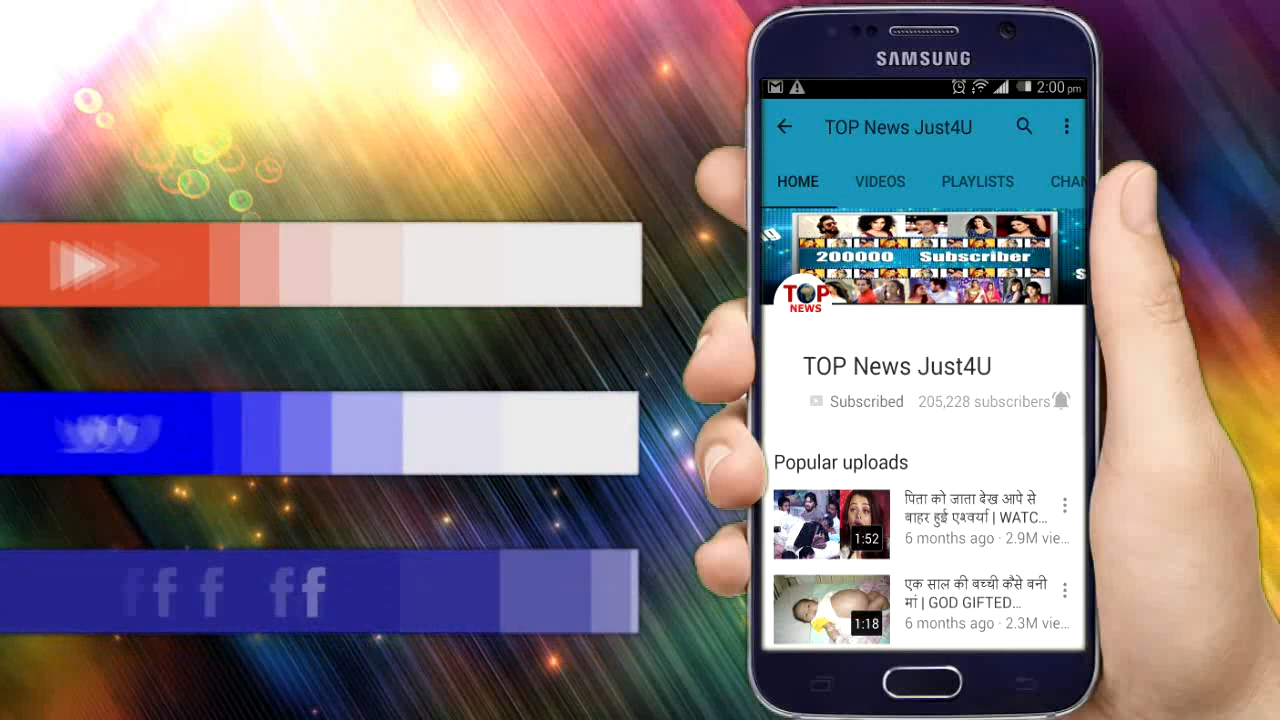 SAMSUNG
2:00 pm
TOP News Just4U
HOME VIDEOS PLAYLISTS CHAN
200000 Subscriber
TOP
NEWS
TOP News Just4U
Subscribed 205,228 subscribers
Popular uploads
पिता को जाता देख आपे से
बाहर हुई एश्वर्या | WATC...
1:52
6 months ago · 2.9M vie...
एक साल की बच्ची कैसे बनी
मां | GOD GIFTED...
1:18
6 months ago · 2.3M vie...
f f f f f